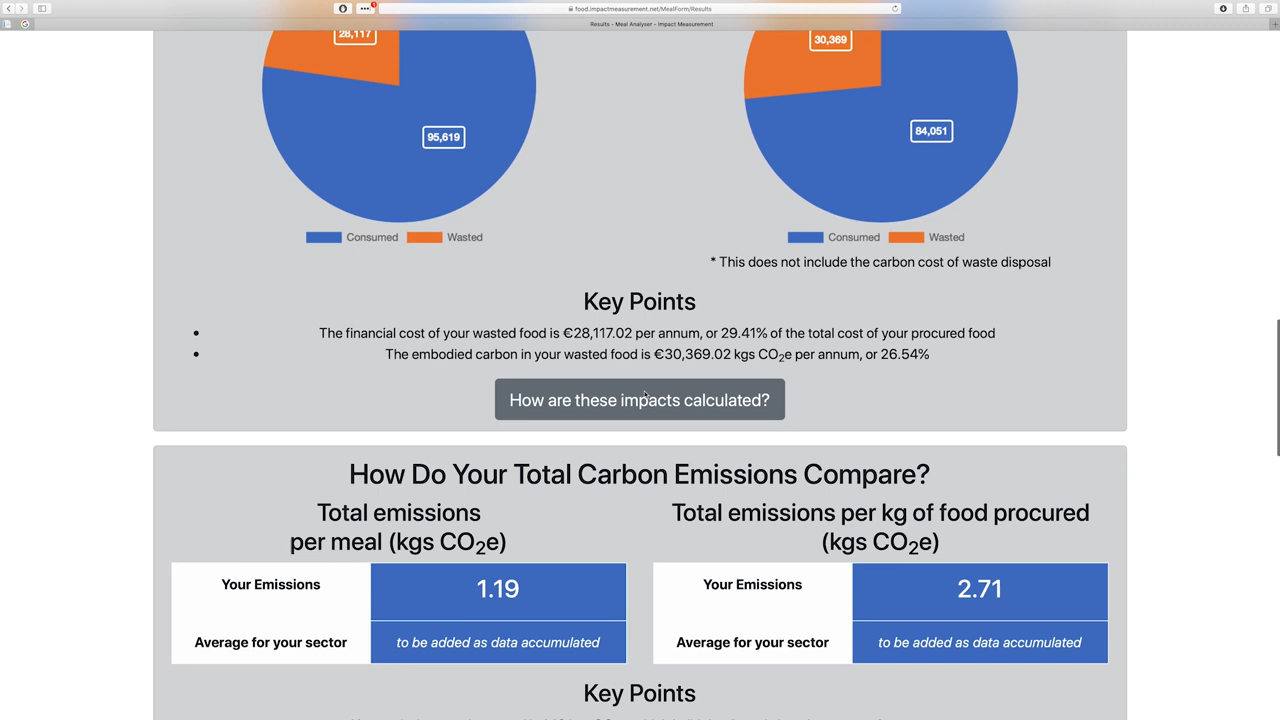 food.impactmeasurement.net/MealForm/Results
Results - Meal Analyser - Impact Measurement
28,117
30,369
95,619
84,051
Consumed Wasted
Consumed Wasted
* This does not include the carbon cost of waste disposal
Key Points
• The financial cost of your wasted food is €28,117.02 per annum, or 29.41% of the total cost of your procured food
• The embodied carbon in your wasted food is €30,369.02 kgs CO2e per annum, or 26.54%
How are these impacts calculated?
How Do Your Total Carbon Emissions Compare?
Total emissions
per meal (kgs CO2e)
Your Emissions 1.19
Average for your sector to be added as data accumulated
Total emissions per kg of food procured
(kgs CO2e)
Your Emissions 2.71
Average for your sector to be added as data accumulated
Key Points